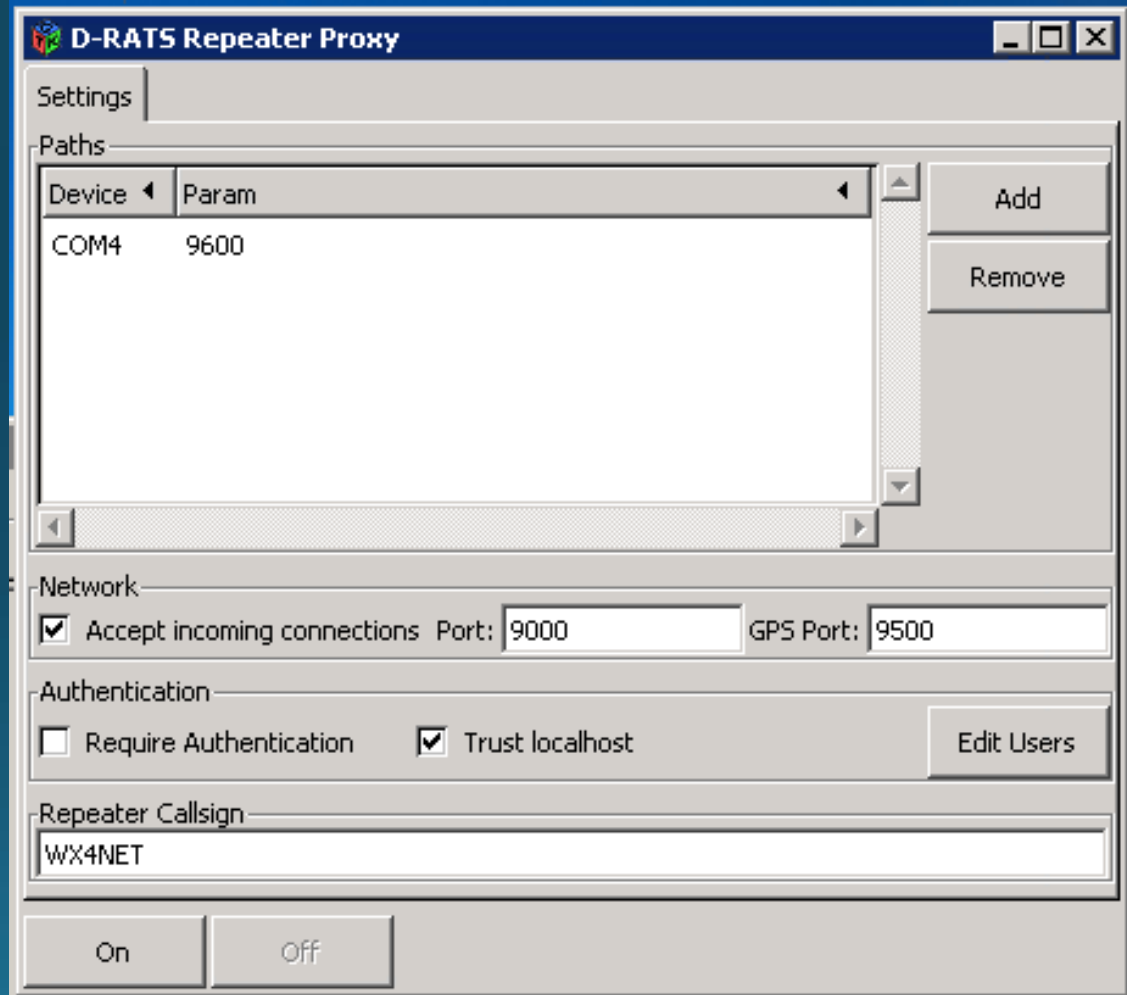 D-RATS Repeater Proxy
Settings
Paths
Device Param
Add
COM4 9600
Remove
Network
Accept incoming connections Port: 9000 GPS Port: 9500
Authentication
Require Authentication Trust localhost Edit Users
Repeater Callsign
WX4NET
On Off